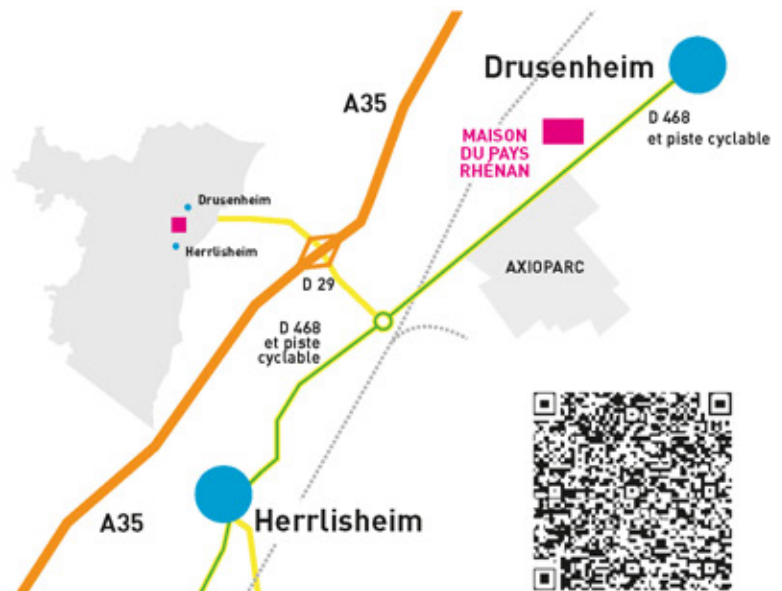 Drusenheim
A35
D 468
et piste cyclable
MAISON
DU PAYS
RHÉNAN
Drusenheim
Herrlisheim
AXIOPARC
D 29
D 468
et piste
cyclable
A35
Herrlisheim